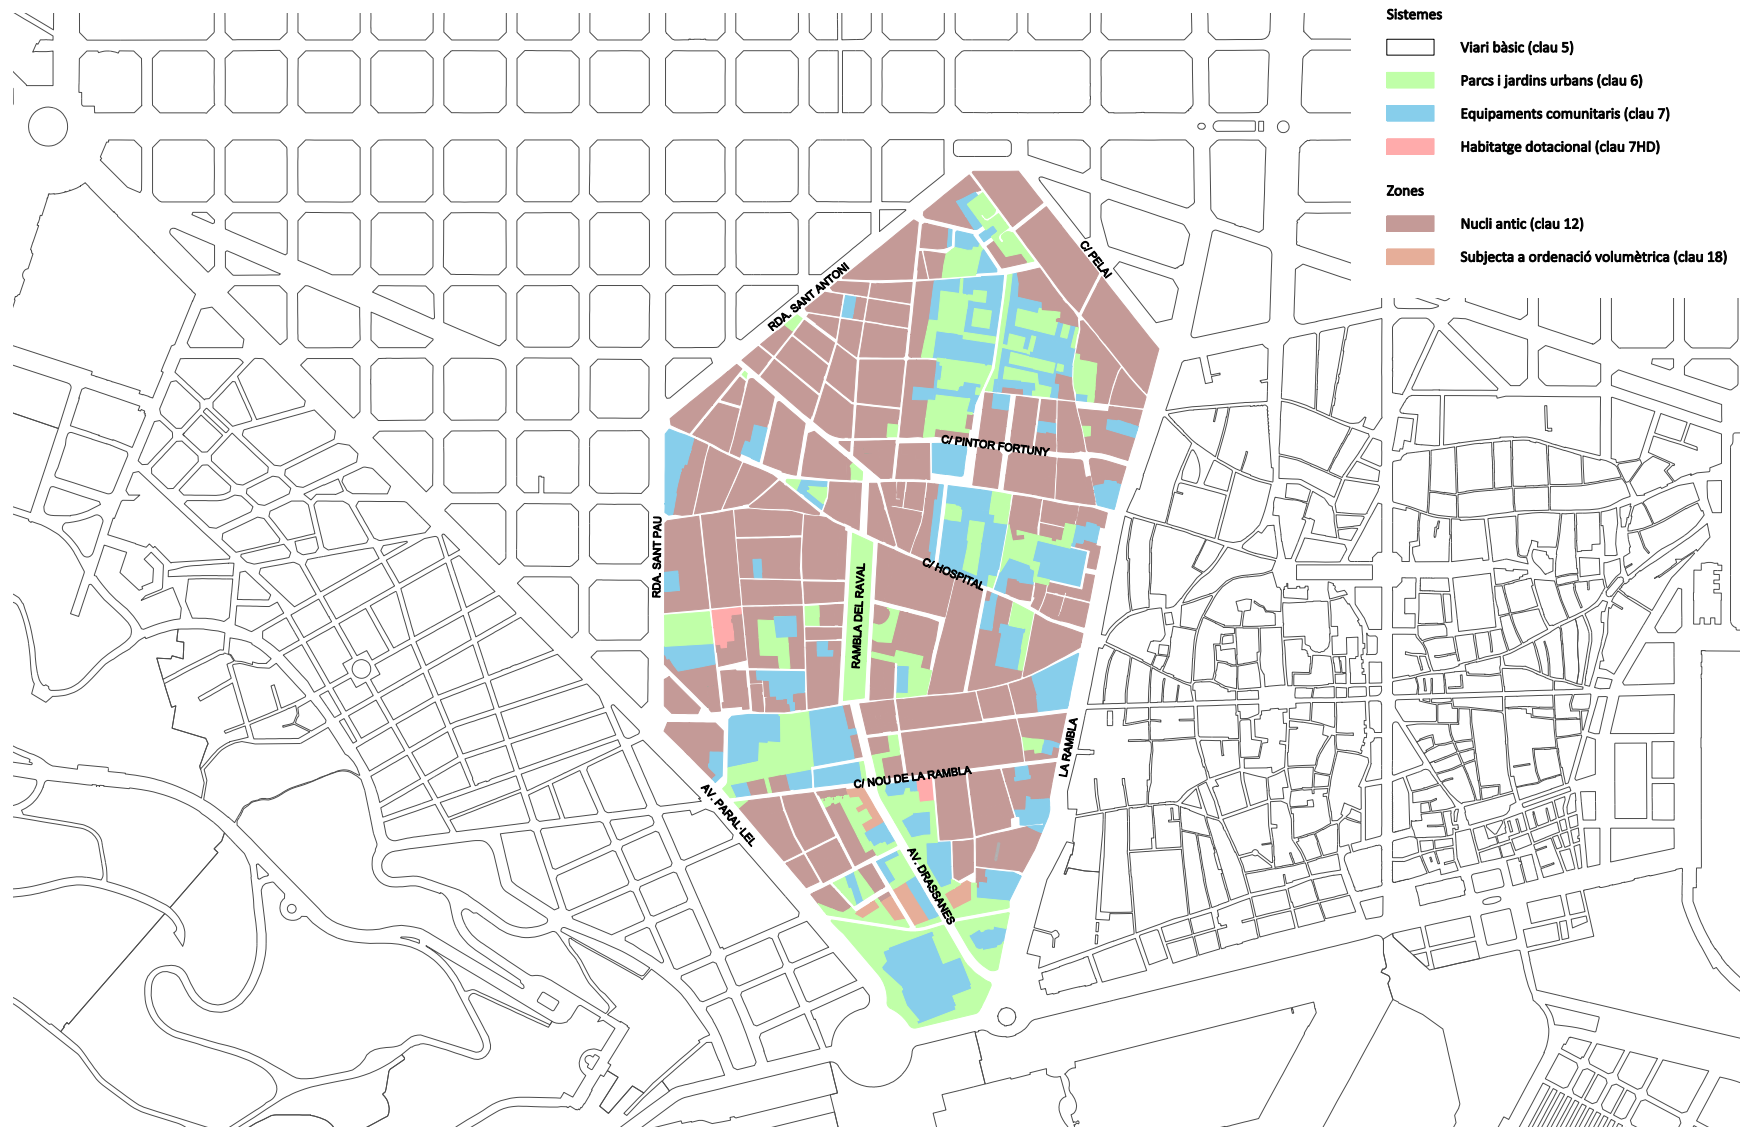 Sistemes
Viari bàsic (clau 5)
Parcs i jardins urbans (clau 6)
Equipaments comunitaris (clau 7)
Habitatge dotacional (clau 7HD)
Zones
Nucli antic (clau 12)
Subjecta a ordenació volumètrica (clau 18)
C/ PELAI
RDA. SANT ANTONI
C/ PINTOR FORTUNY
RDA. SANT PAU
C/ HOSPITAL
RAMBLA DEL RAVAL
LA RAMBLA
C/ NOU DE LA RAMBLA
AV. PARAL·LEL
AV. DRASSANES